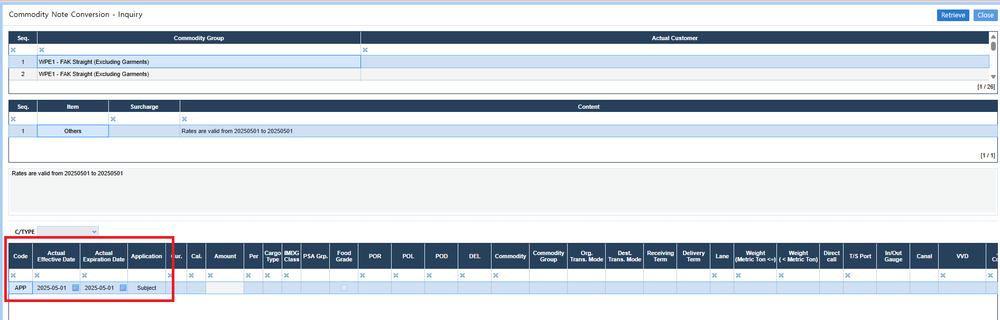 Commodity Note Conversion - Inquiry
Retrieve Close
Seq. Commodity Group Actual Customer
1 WPE1 - FAK Straight (Excluding Garments)
2 WPE1 - FAK Straight (Excluding Garments)
[1 / 26]
Seq. Item Surcharge Content
1 Others Rates are valid from 20250501 to 20250501
[1 / 1]
Rates are valid from 20250501 to 20250501
C/TYPE
Code Actual Effective Date Actual Expiration Date Application Cur. Cal. Amount Per Cargo Type IMDG Class PSA Grp. Food Grade POR POL POD DEL Commodity Commodity Group Org. Trans. Mode Dest. Trans. Mode Receiving Term Delivery Term Lane Weight (Metric Ton <=) Weight ( < Metric Ton) Direct call T/S Port In/Out Gauge Canal VVD
APP 2025-05-01 2025-05-01 Subject